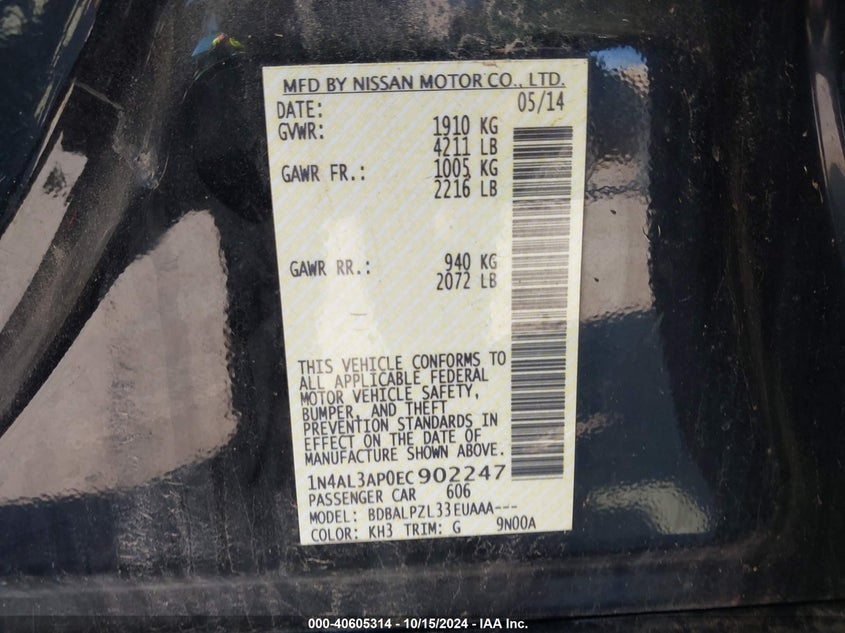 MFD BY NISSAN MOTOR CO., LTD.
DATE: 05/14
GVWR: 1910 KG
4211 LB
GAWR FR.: 1005 KG
2216 LB
GAWR RR.: 940 KG
2072 LB
THIS VEHICLE CONFORMS TO
ALL APPLICABLE FEDERAL
MOTOR VEHICLE SAFETY,
BUMPER, AND THEFT
PREVENTION STANDARDS IN
EFFECT ON THE DATE OF
MANUFACTURE SHOWN ABOVE.
1N4AL3AP0EC902247
PASSENGER CAR 606
MODEL: BDBALPZL33EUAAA---
COLOR: KH3 TRIM: G 9N00A
000-40605314 - 10/15/2024 - IAA Inc.